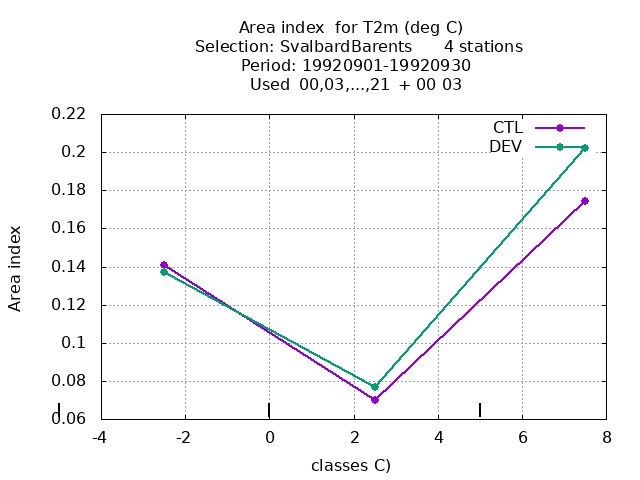 Area index  for T2m (deg C)
Selection: SvalbardBarents      4 stations
Period: 19920901-19920930
Used  00,03,...,21  + 00 03
CTL
DEV
0.22
0.2
0.18
0.16
0.14
0.12
0.1
0.08
0.06
Area index
-4 -2 0 2 4 6 8
classes C)